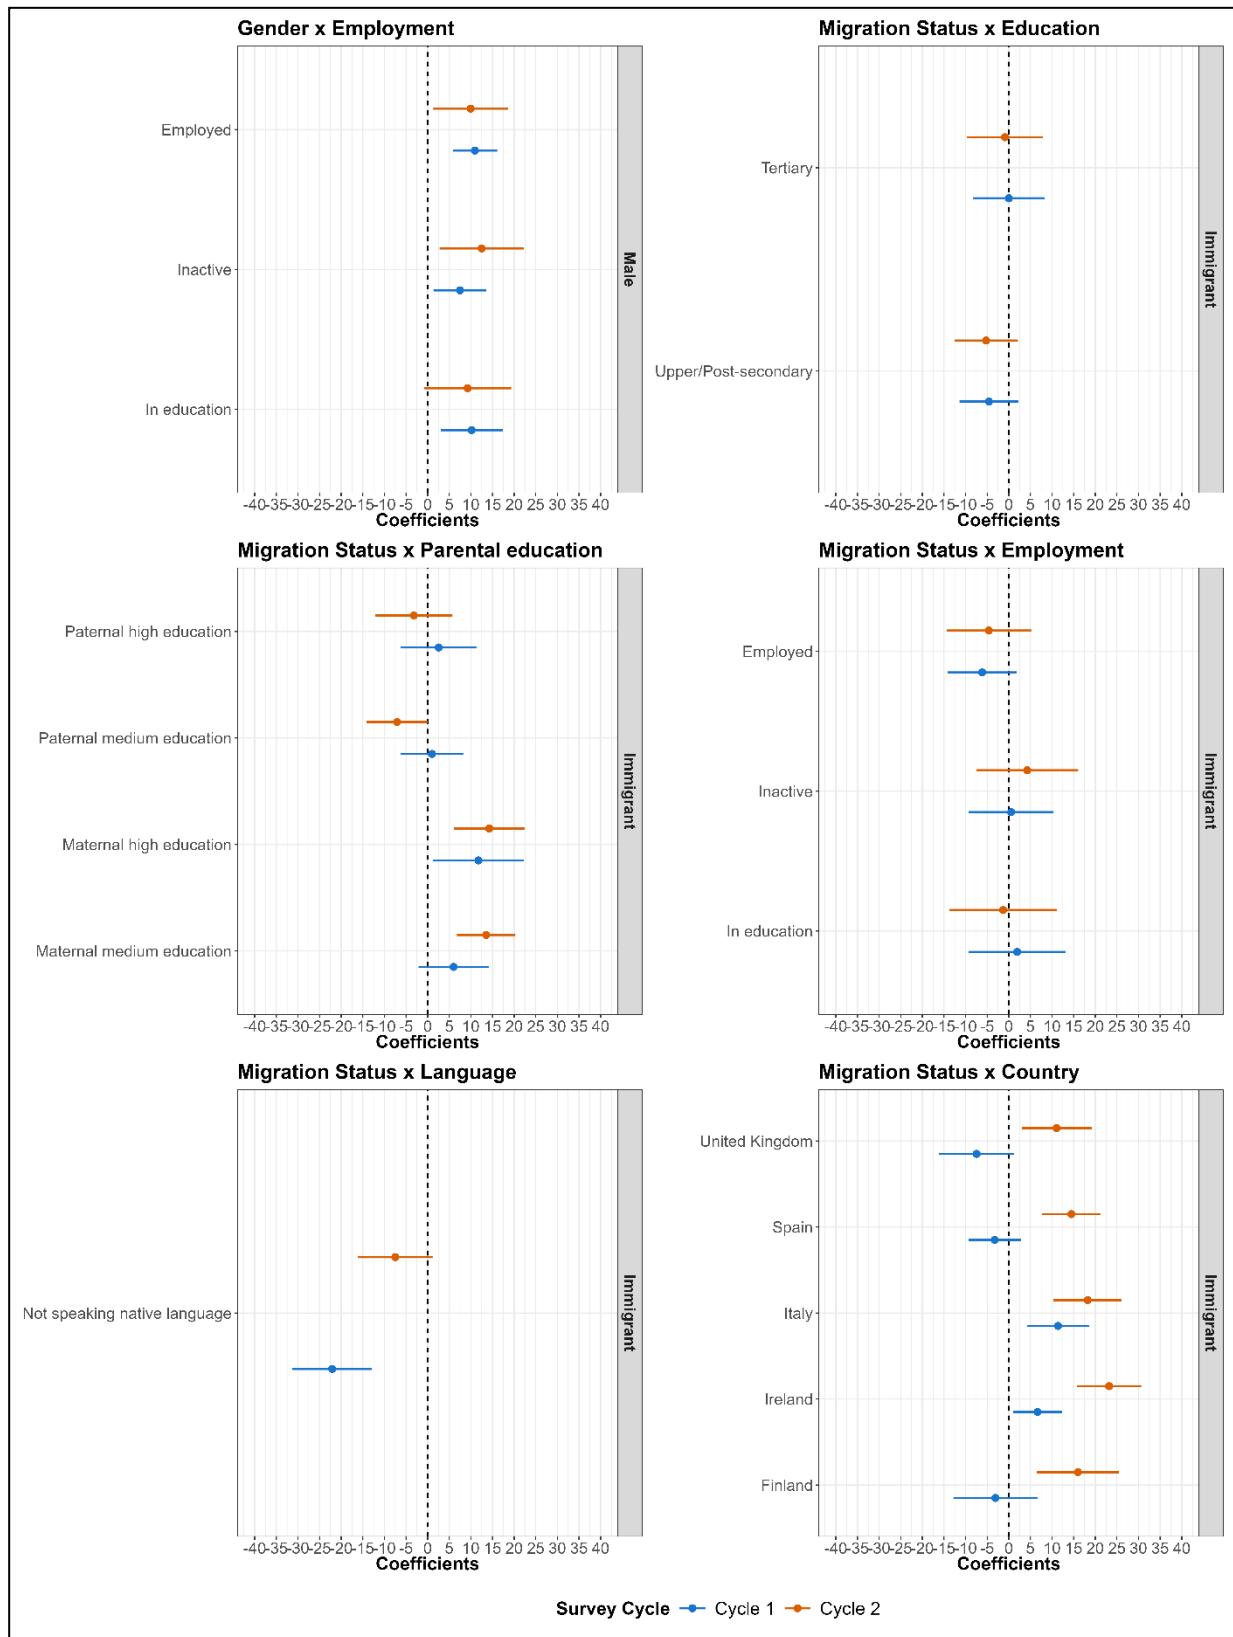 Gender x Employment
Employed
Inactive
In education
Male
-40 -35 -30 -25 -20 -15 -10 -5 0 5 10 15 20 25 30 35 40
Coefficients
Migration Status x Education
Tertiary
Upper/Post-secondary
Immigrant
-40 -35 -30 -25 -20 -15 -10 -5 0 5 10 15 20 25 30 35 40
Coefficients
Migration Status x Parental education
Paternal high education
Paternal medium education
Maternal high education
Maternal medium education
Immigrant
-40 -35 -30 -25 -20 -15 -10 -5 0 5 10 15 20 25 30 35 40
Coefficients
Migration Status x Employment
Employed
Inactive
In education
Immigrant
-40 -35 -30 -25 -20 -15 -10 -5 0 5 10 15 20 25 30 35 40
Coefficients
Migration Status x Language
Not speaking native language
Immigrant
-40 -35 -30 -25 -20 -15 -10 -5 0 5 10 15 20 25 30 35 40
Coefficients
Migration Status x Country
United Kingdom
Spain
Italy
Ireland
Finland
Immigrant
-40 -35 -30 -25 -20 -15 -10 -5 0 5 10 15 20 25 30 35 40
Coefficients
Survey Cycle Cycle 1 Cycle 2